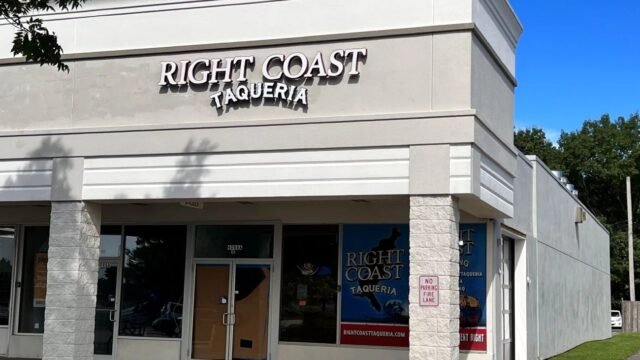 RIGHT COAST
TAQUERIA
RIGHT
COAST
TAQUERIA
RIGHTCOASTTAQUERIA.COM
NO
PARKING
FIRE
LANE